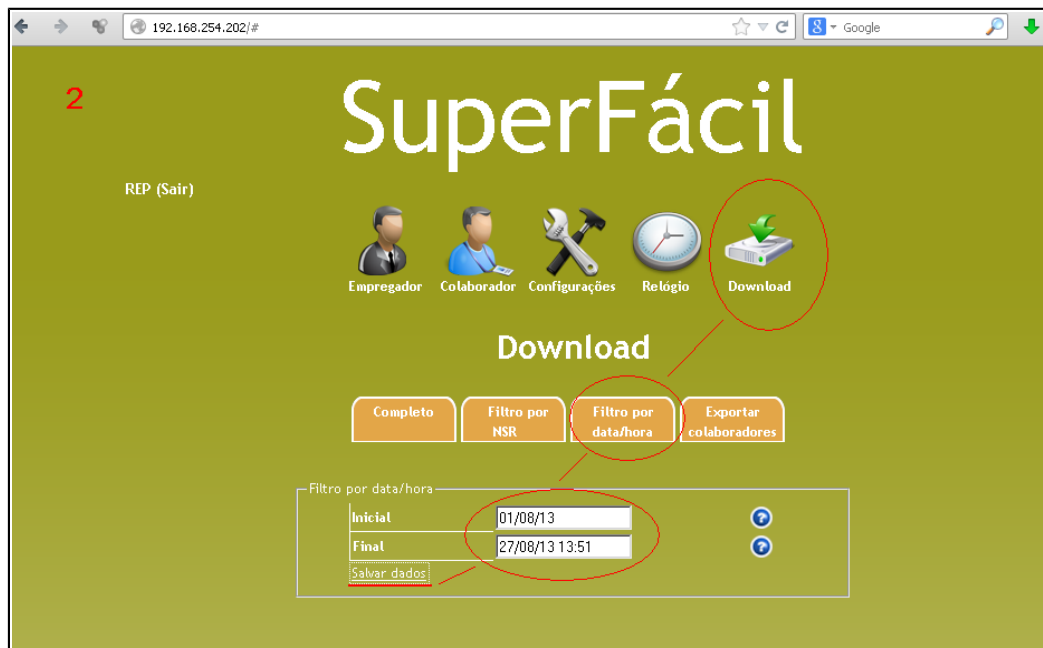 192.168.254.202/#
8 Google
2
SuperFácil
REP (Sair)
Empregador Colaborador Configurações Relógio Download
Download
Completo
Filtro por
NSR
Filtro por
data/hora
Exportar
colaboradores
Filtro por data/hora
Inicial 01/08/13 ?
Final 27/08/13 13:51 ?
Salvar dados